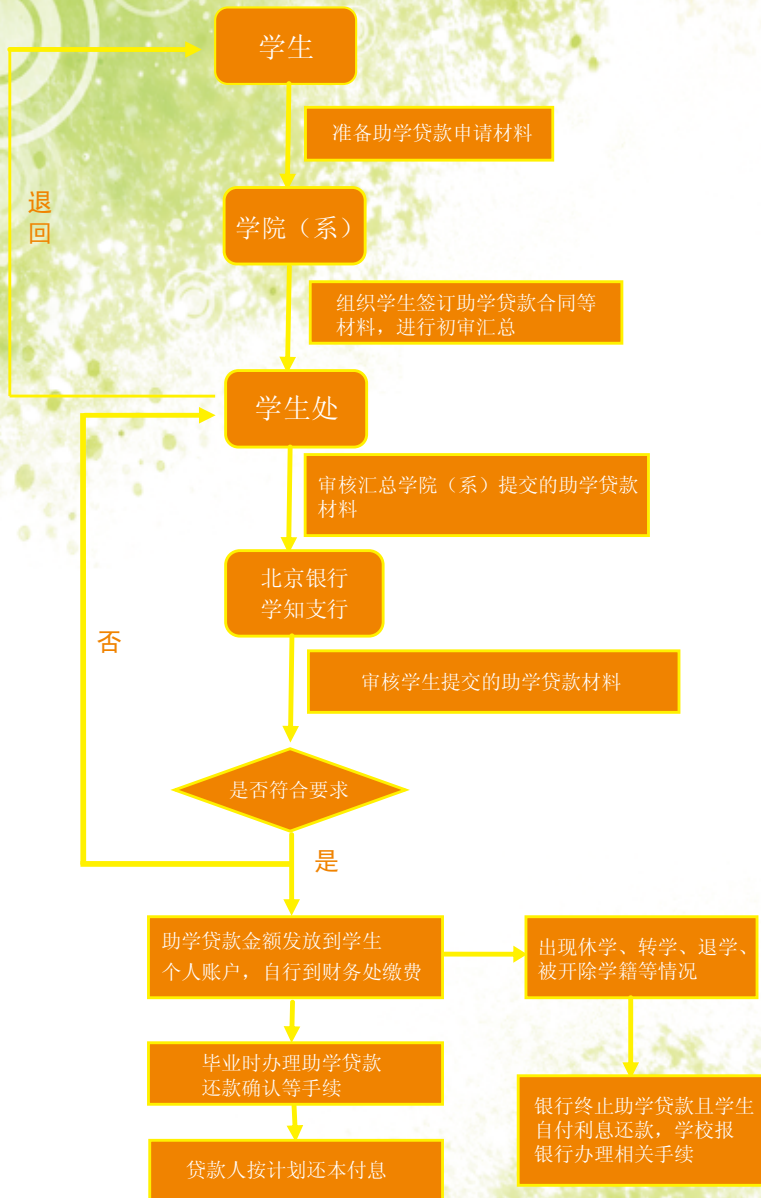 学生
准备助学贷款申请材料
退
回
学院（系）
组织学生签订助学贷款合同等
材料，进行初审汇总
学生处
审核汇总学院（系）提交的助学贷款
材料
北京银行
学知支行
否
审核学生提交的助学贷款材料
是否符合要求
是
助学贷款金额发放到学生
个人账户，自行到财务处缴费
出现休学、转学、退学、
被开除学籍等情况
毕业时办理助学贷款
还款确认等手续
银行终止助学贷款且学生
自付利息还款，学校报
银行办理相关手续
贷款人按计划还本付息